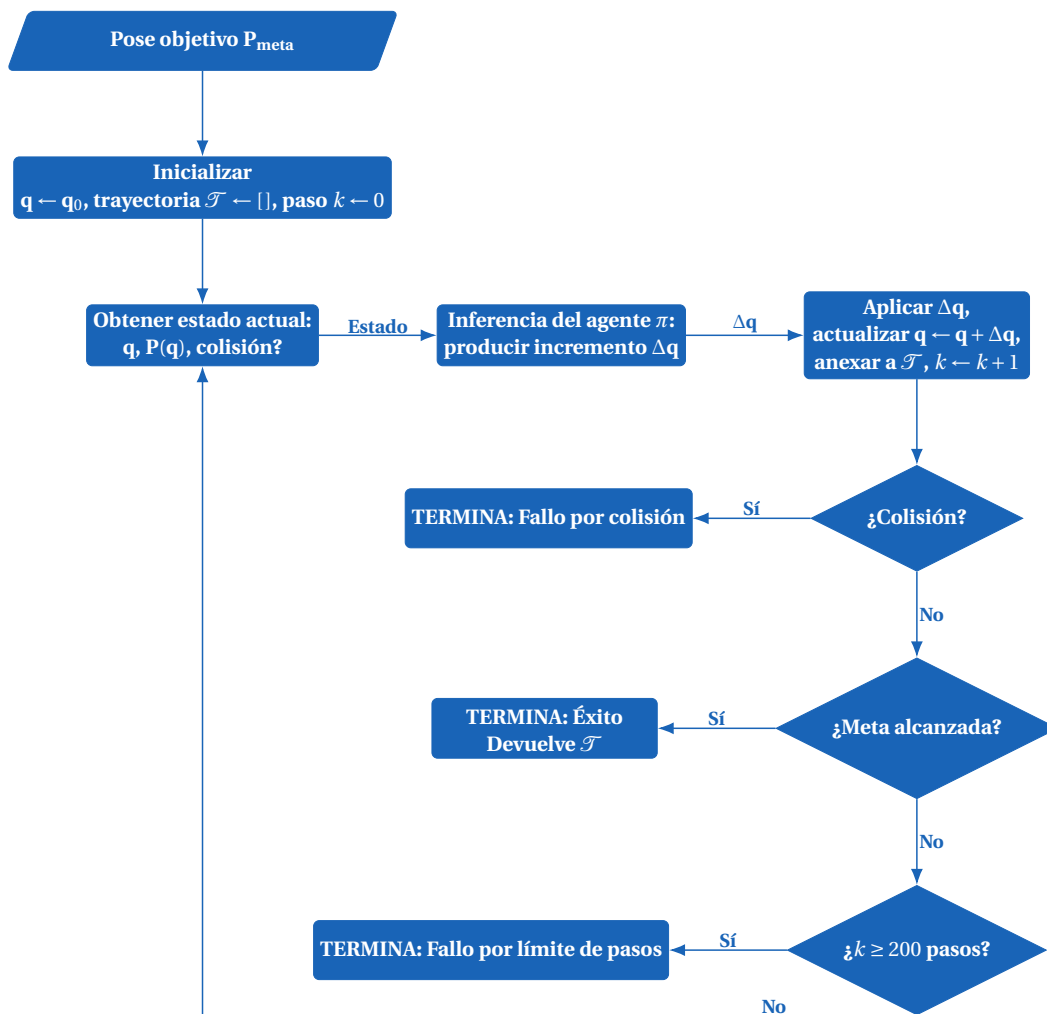 Pose objetivo P_meta
Inicializar
q ← q₀, trayectoria 𝒯 ← [ ], paso k ← 0
Obtener estado actual:
q, P(q), colisión?
Estado
Inferencia del agente π:
producir incremento Δq
Δq
Aplicar Δq,
actualizar q ← q + Δq,
anexar a 𝒯, k ← k + 1
¿Colisión?
Sí
TERMINA: Fallo por colisión
No
¿Meta alcanzada?
Sí
TERMINA: Éxito
Devuelve 𝒯
No
¿k ≥ 200 pasos?
Sí
TERMINA: Fallo por límite de pasos
No